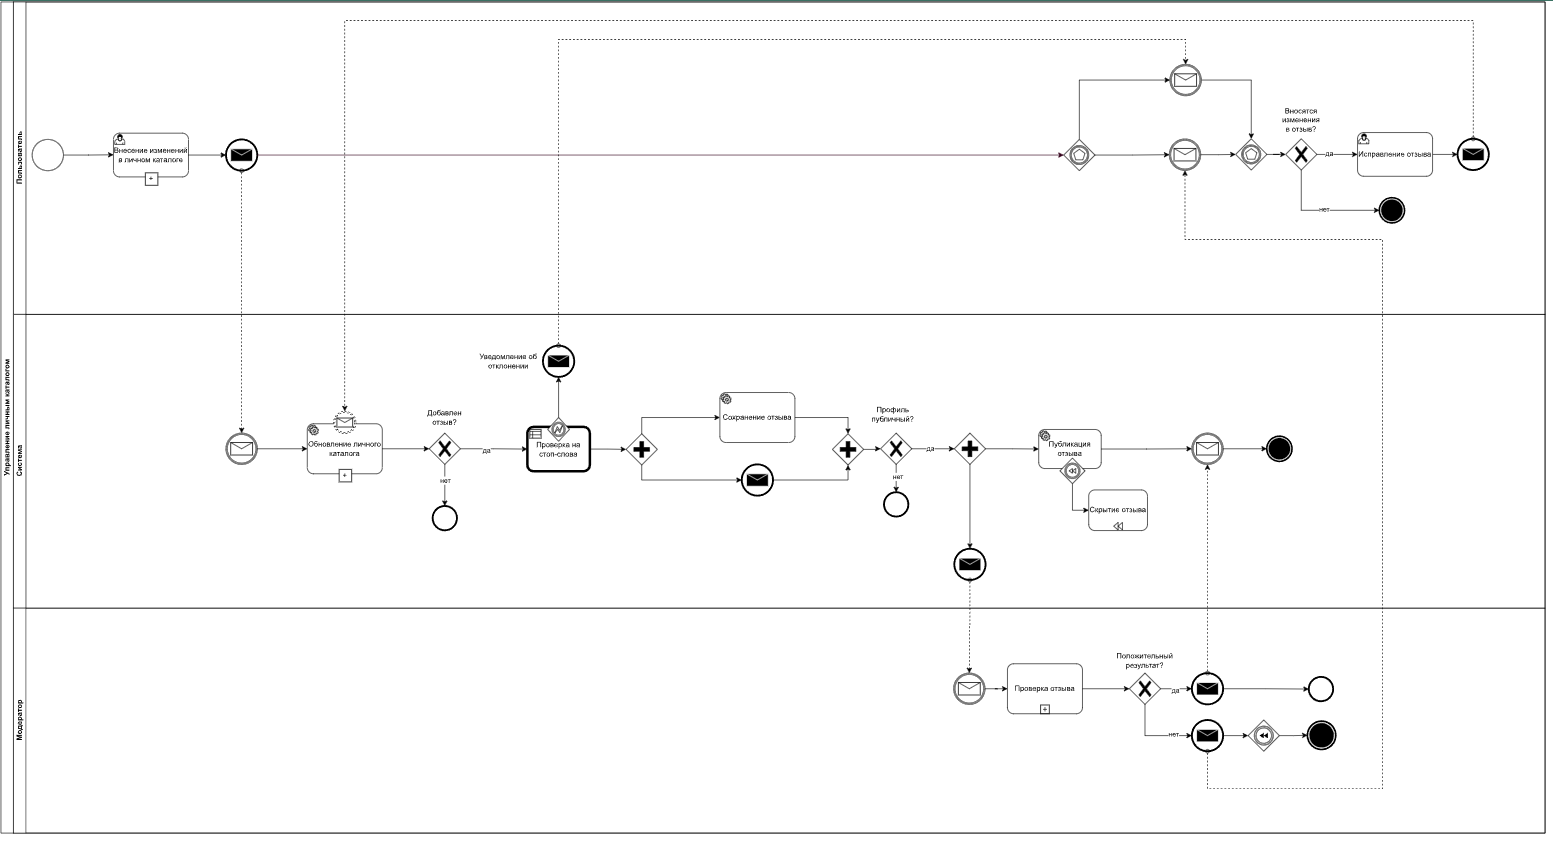 Управление личным каталогом
Пользователь
Внесение изменений
в личном каталоге
Вносятся
изменения
в отзыв?
да
Исправление отзыва
нет
Система
Уведомление об
отклонении
Обновление личного
каталога
Добавлен
отзыв?
да
нет
Проверка на
стоп-слова
Сохранение отзыва
Профиль
публичный?
да
нет
Публикация
отзыва
Скрытие отзыва
Модератор
Проверка отзыва
Положительный
результат?
да
нет